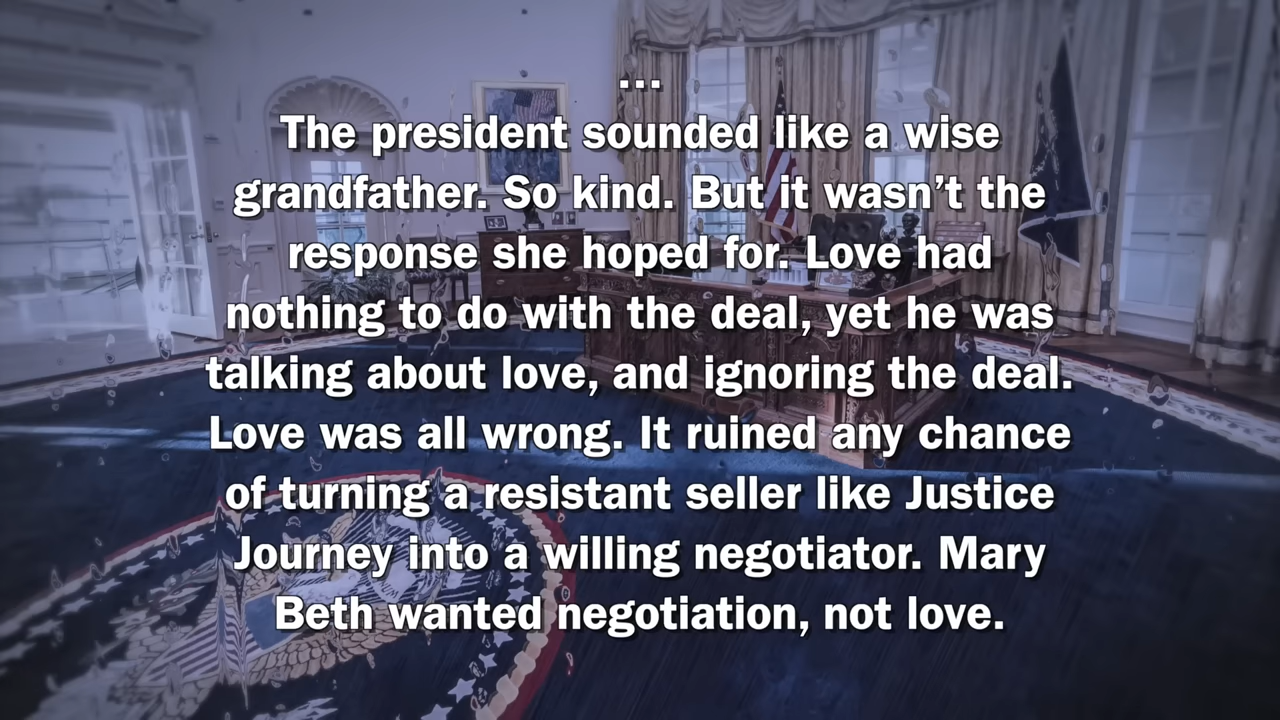 ...
The president sounded like a wise
grandfather. So kind. But it wasn’t the
response she hoped for. Love had
nothing to do with the deal, yet he was
talking about love, and ignoring the deal.
Love was all wrong. It ruined any chance
of turning a resistant seller like Justice
Journey into a willing negotiator. Mary
Beth wanted negotiation, not love.